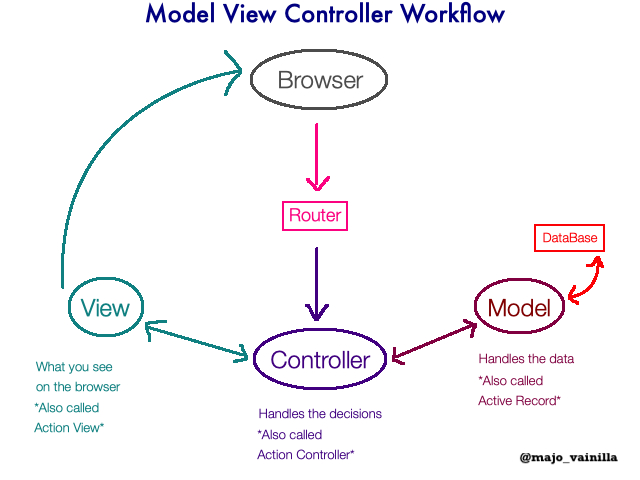 Model View Controller Workflow
Browser
Router
DataBase
View
Model
Controller
What you see
on the browser
*Also called
Action View*
Handles the decisions
*Also called
Action Controller*
Handles the data
*Also called
Active Record*
@majo_vainilla